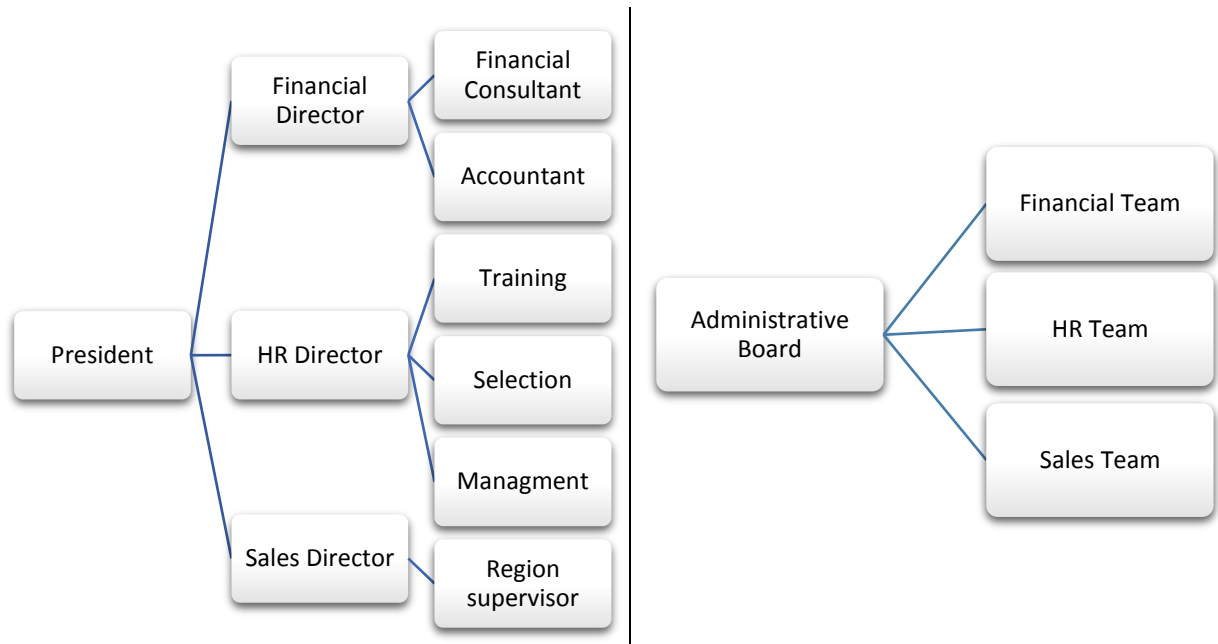 President
Financial
Director
HR Director
Sales Director
Financial
Consultant
Accountant
Training
Selection
Managment
Region
supervisor
Administrative
Board
Financial Team
HR Team
Sales Team